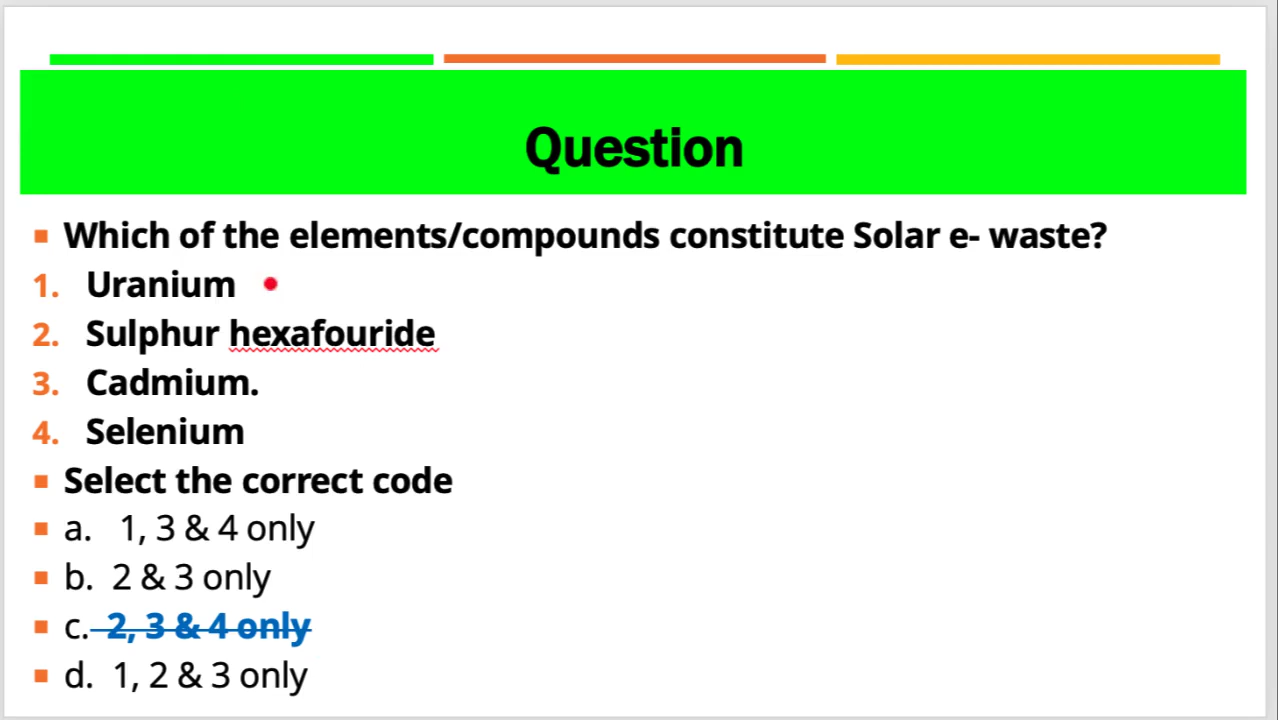 Question
Which of the elements/compounds constitute Solar e- waste?
1. Uranium
2. Sulphur hexafouride
3. Cadmium.
4. Selenium
Select the correct code
a. 1, 3 & 4 only
b. 2 & 3 only
c. 2, 3 & 4 only
d. 1, 2 & 3 only